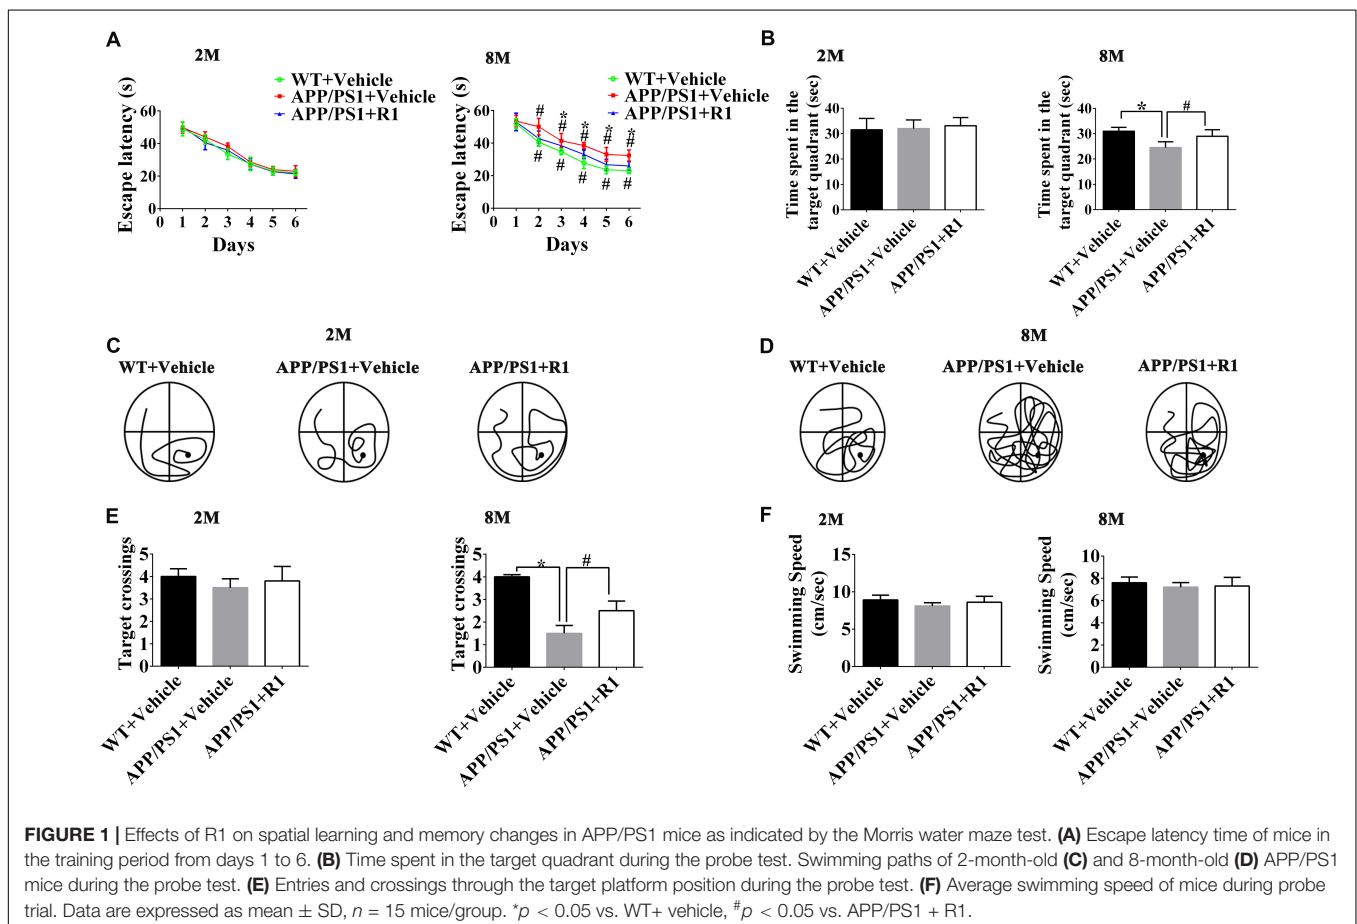 A
2M
WT+Vehicle
APP/PS1+Vehicle
APP/PS1+R1
Escape latency (s)
60
40
20
0
0 1 2 3 4 5 6
Days
8M
WT+Vehicle
APP/PS1+Vehicle
APP/PS1+R1
Escape latency (s)
60
40
20
0
# * # * # * # * #
# # # # #
0 1 2 3 4 5 6
Days
B
2M
Time spent in the
target quadrant (sec)
40
30
20
10
0
WT+Vehicle
APP/PS1+Vehicle
APP/PS1+R1
8M
Time spent in the
target quadrant (sec)
40
30
20
10
0
* #
WT+Vehicle
APP/PS1+Vehicle
APP/PS1+R1
C
2M
WT+Vehicle APP/PS1+Vehicle APP/PS1+R1
D
8M
WT+Vehicle APP/PS1+Vehicle APP/PS1+R1
E
2M
Target crossings
5
4
3
2
1
0
WT+Vehicle
APP/PS1+Vehicle
APP/PS1+R1
8M
Target crossings
5
4
3
2
1
0
* #
WT+Vehicle
APP/PS1+Vehicle
APP/PS1+R1
F
2M
Swimming Speed
(cm/sec)
15
10
5
0
WT+Vehicle
APP/PS1+Vehicle
APP/PS1+R1
8M
Swimming Speed
(cm/sec)
10
8
6
4
2
0
WT+Vehicle
APP/PS1+Vehicle
APP/PS1+R1
FIGURE 1 | Effects of R1 on spatial learning and memory changes in APP/PS1 mice as indicated by the Morris water maze test. (A) Escape latency time of mice in
the training period from days 1 to 6. (B) Time spent in the target quadrant during the probe test. Swimming paths of 2-month-old (C) and 8-month-old (D) APP/PS1
mice during the probe test. (E) Entries and crossings through the target platform position during the probe test. (F) Average swimming speed of mice during probe
trial. Data are expressed as mean ± SD, n = 15 mice/group. *p < 0.05 vs. WT+ vehicle, #p < 0.05 vs. APP/PS1 + R1.